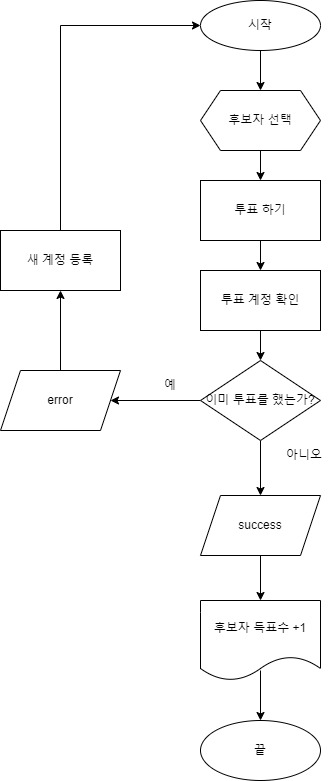 시작
후보자 선택
투표 하기
새 계정 등록
투표 계정 확인
예
이미 투표를 했는가?
error
아니오
success
후보자 득표수 +1
끝